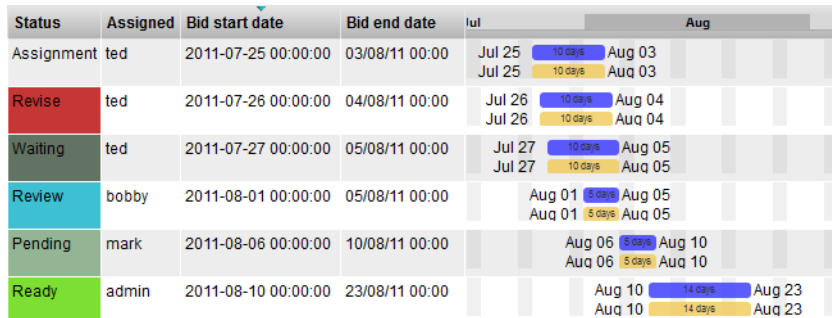 Status Assigned Bid start date Bid end date Jul Aug
Assignment ted 2011-07-25 00:00:00 03/08/11 00:00 Jul 25 10 days Aug 03
Jul 25 10 days Aug 03
Revise ted 2011-07-26 00:00:00 04/08/11 00:00 Jul 26 10 days Aug 04
Jul 26 10 days Aug 04
Waiting ted 2011-07-27 00:00:00 05/08/11 00:00 Jul 27 10 days Aug 05
Jul 27 10 days Aug 05
Review bobby 2011-08-01 00:00:00 05/08/11 00:00 Aug 01 5 days Aug 05
Aug 01 5 days Aug 05
Pending mark 2011-08-06 00:00:00 10/08/11 00:00 Aug 06 5 days Aug 10
Aug 06 5 days Aug 10
Ready admin 2011-08-10 00:00:00 23/08/11 00:00 Aug 10 14 days Aug 23
Aug 10 14 days Aug 23